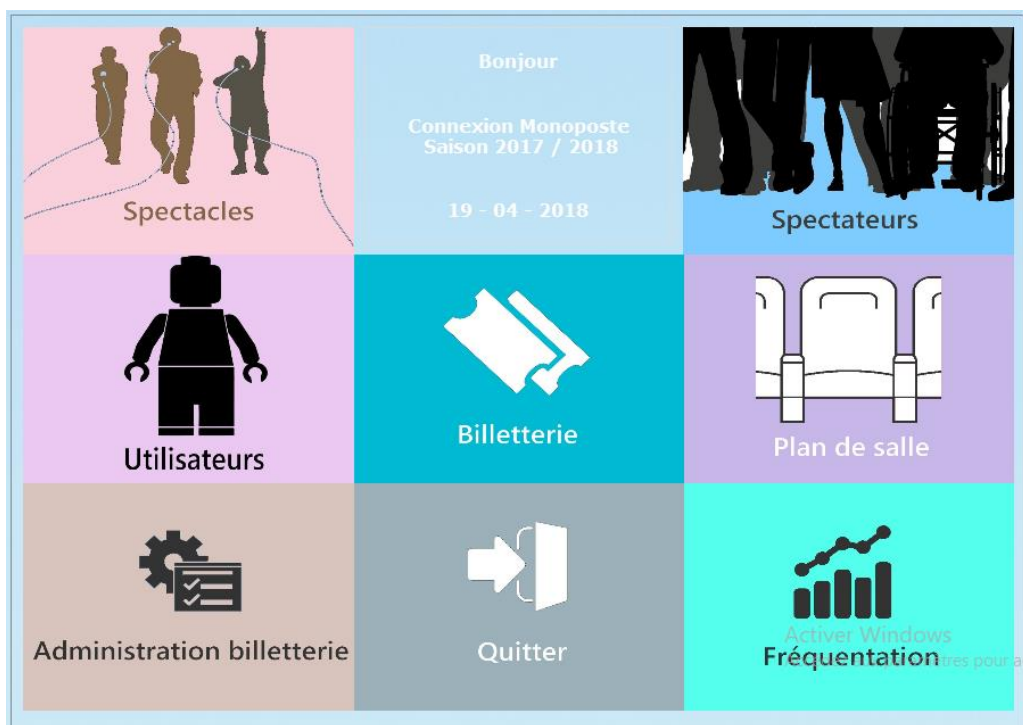 Bonjour
Connexion Monoposte
Saison 2017 / 2018
19 - 04 - 2018
Spectacles
Spectateurs
Utilisateurs
Billetterie
Plan de salle
Administration billetterie
Quitter
Activer Windows
Fréquentation
pour a